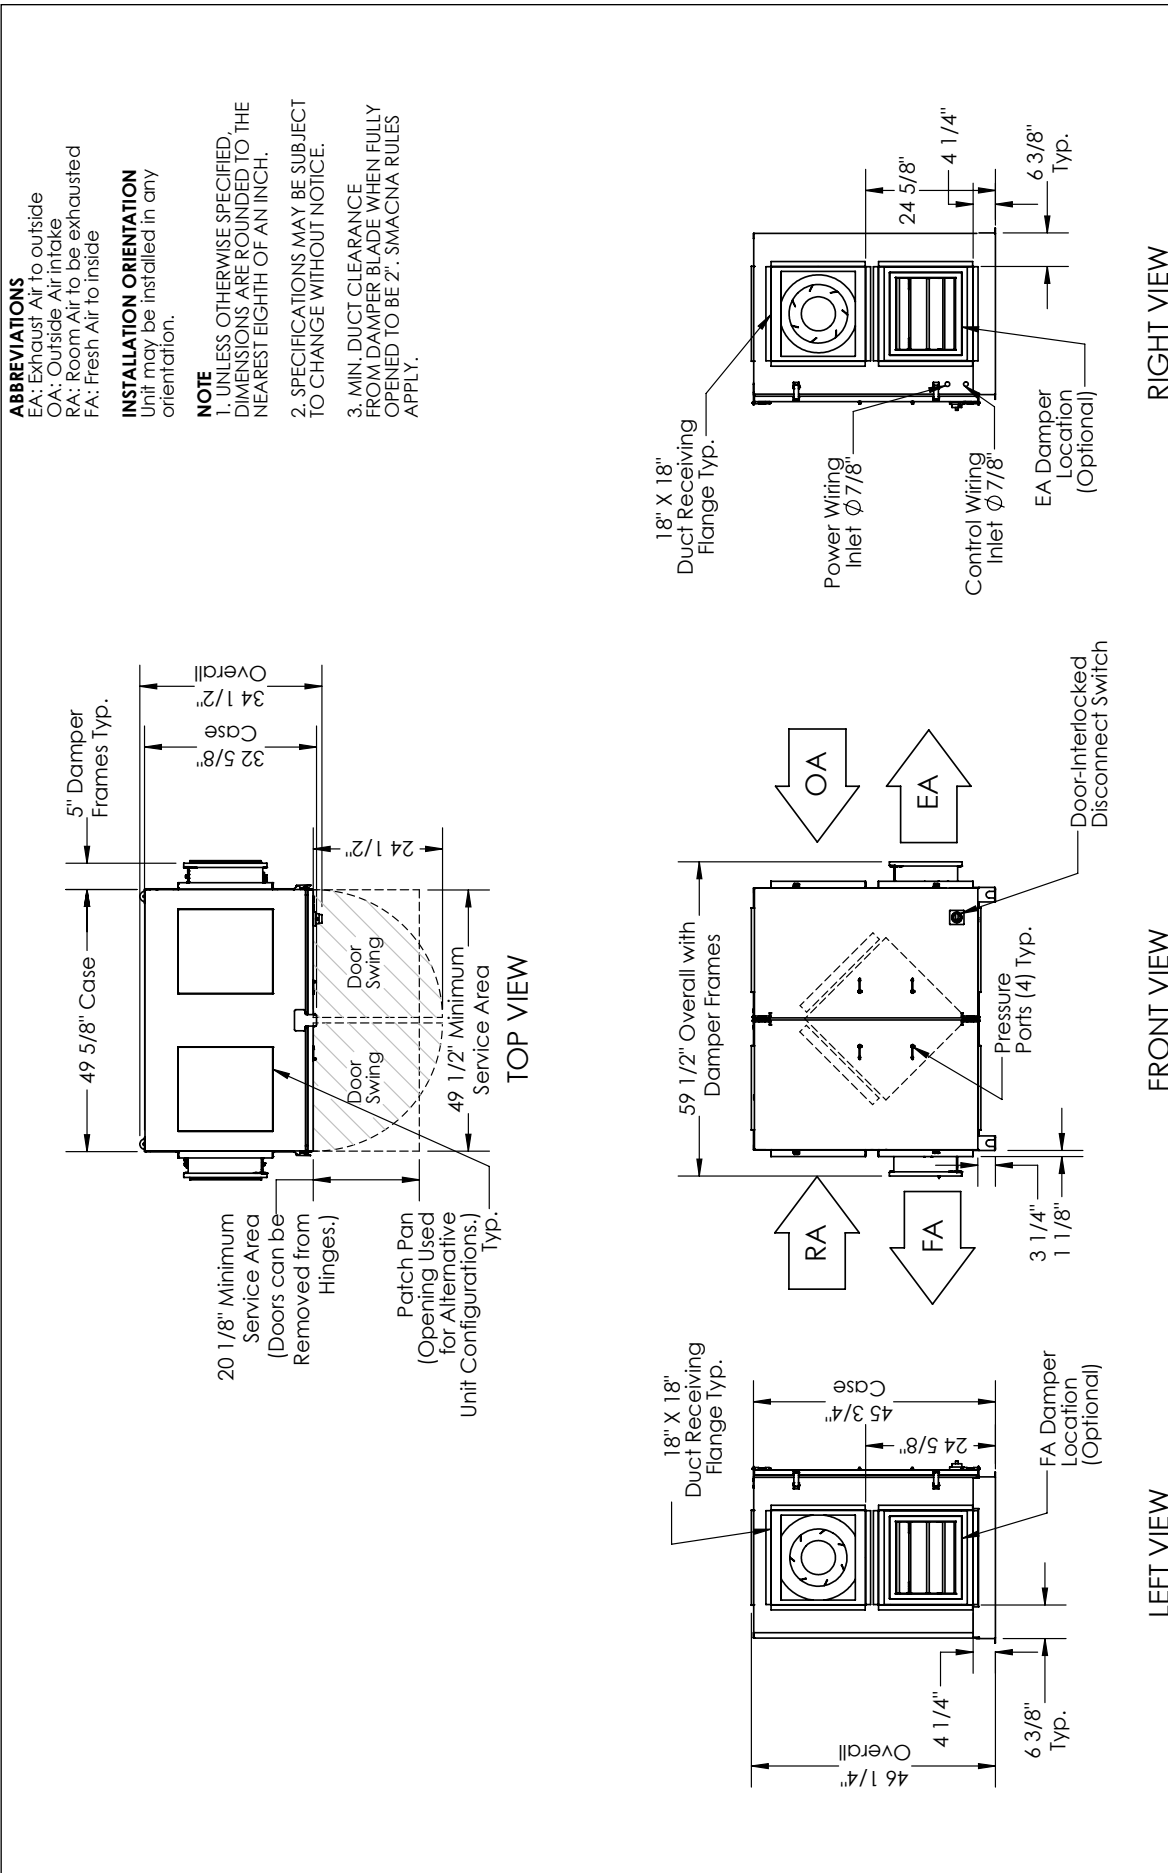 ABBREVIATIONS
EA: Exhaust Air to outside
OA: Outside Air intake
RA: Room Air to be exhausted
FA: Fresh Air to inside
INSTALLATION ORIENTATION
Unit may be installed in any
orientation.
NOTE
1. UNLESS OTHERWISE SPECIFIED,
DIMENSIONS ARE ROUNDED TO THE
NEAREST EIGHTH OF AN INCH.
2. SPECIFICATIONS MAY BE SUBJECT
TO CHANGE WITHOUT NOTICE.
3. MIN. DUCT CLEARANCE
FROM DAMPER BLADE WHEN FULLY
OPENED TO BE 2". SMACNA RULES
APPLY.
49 5/8" Case
5" Damper
Frames Typ.
32 5/8"
Case
34 1/2"
Overall
24 1/2"
Door
Swing
Door
Swing
49 1/2" Minimum
Service Area
20 1/8" Minimum
Service Area
(Doors can be
Removed from
Hinges.)
Patch Pan
(Opening Used
for Alternative
Unit Configurations.)
Typ.
TOP VIEW
18" X 18"
Duct Receiving
Flange Typ.
45 3/4"
Case
24 5/8"
46 1/4"
Overall
4 1/4"
6 3/8"
Typ.
FA Damper
Location
(Optional)
LEFT VIEW
59 1/2" Overall with
Damper Frames
RA
FA
OA
EA
3 1/4"
1 1/8"
Pressure
Ports (4) Typ.
Door-Interlocked
Disconnect Switch
FRONT VIEW
18" X 18"
Duct Receiving
Flange Typ.
Power Wiring
Inlet Ø 7/8"
Control Wiring
Inlet Ø 7/8"
EA Damper
Location
(Optional)
24 5/8"
4 1/4"
6 3/8"
Typ.
RIGHT VIEW